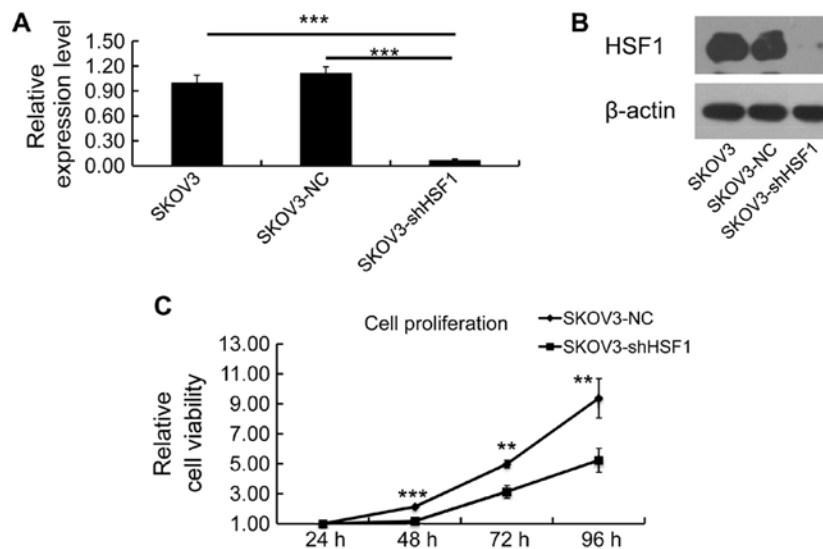 A
***
***
Relative
expression level
1.50
1.20
0.90
0.60
0.30
0.00
SKOV3
SKOV3-NC
SKOV3-shHSF1
B
HSF1
β-actin
SKOV3
SKOV3-NC
SKOV3-shHSF1
C
Cell proliferation
SKOV3-NC
SKOV3-shHSF1
Relative
cell viability
13.00
11.00
9.00
7.00
5.00
3.00
1.00
***
**
**
24 h
48 h
72 h
96 h